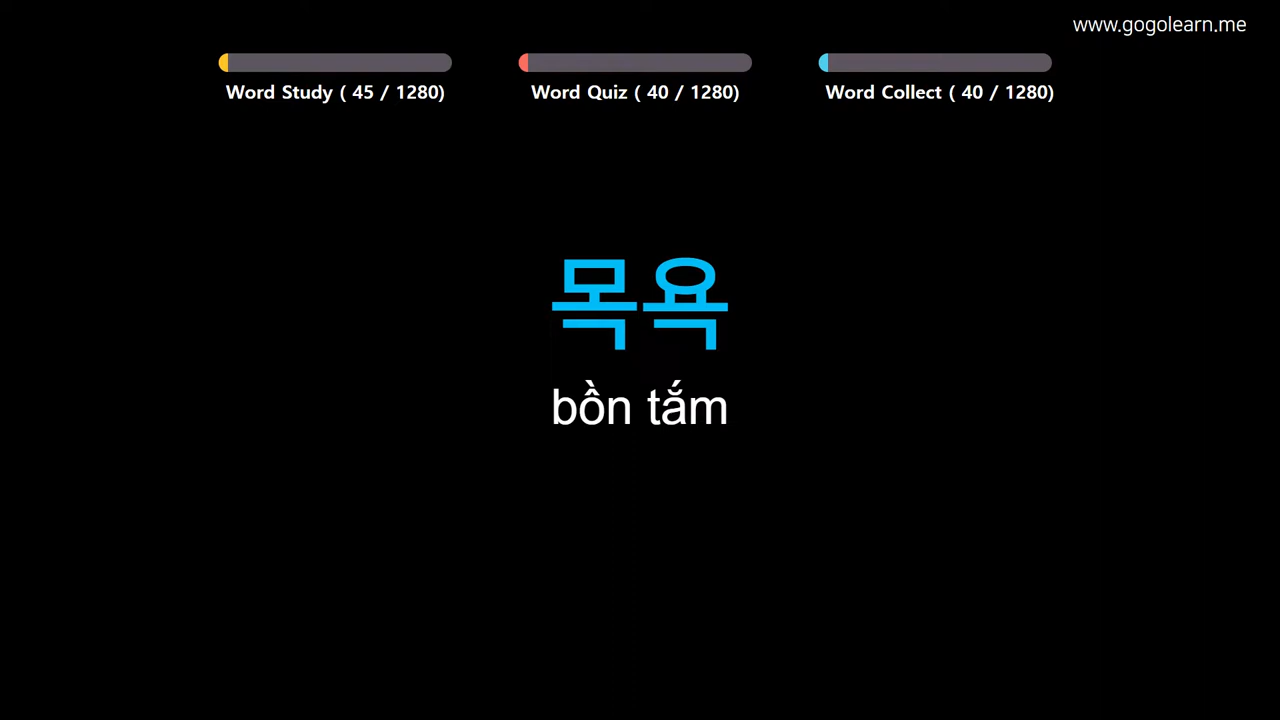 www.gogolearn.me
Word Study ( 45 / 1280)
Word Quiz ( 40 / 1280)
Word Collect ( 40 / 1280)
목욕
bồn tắm